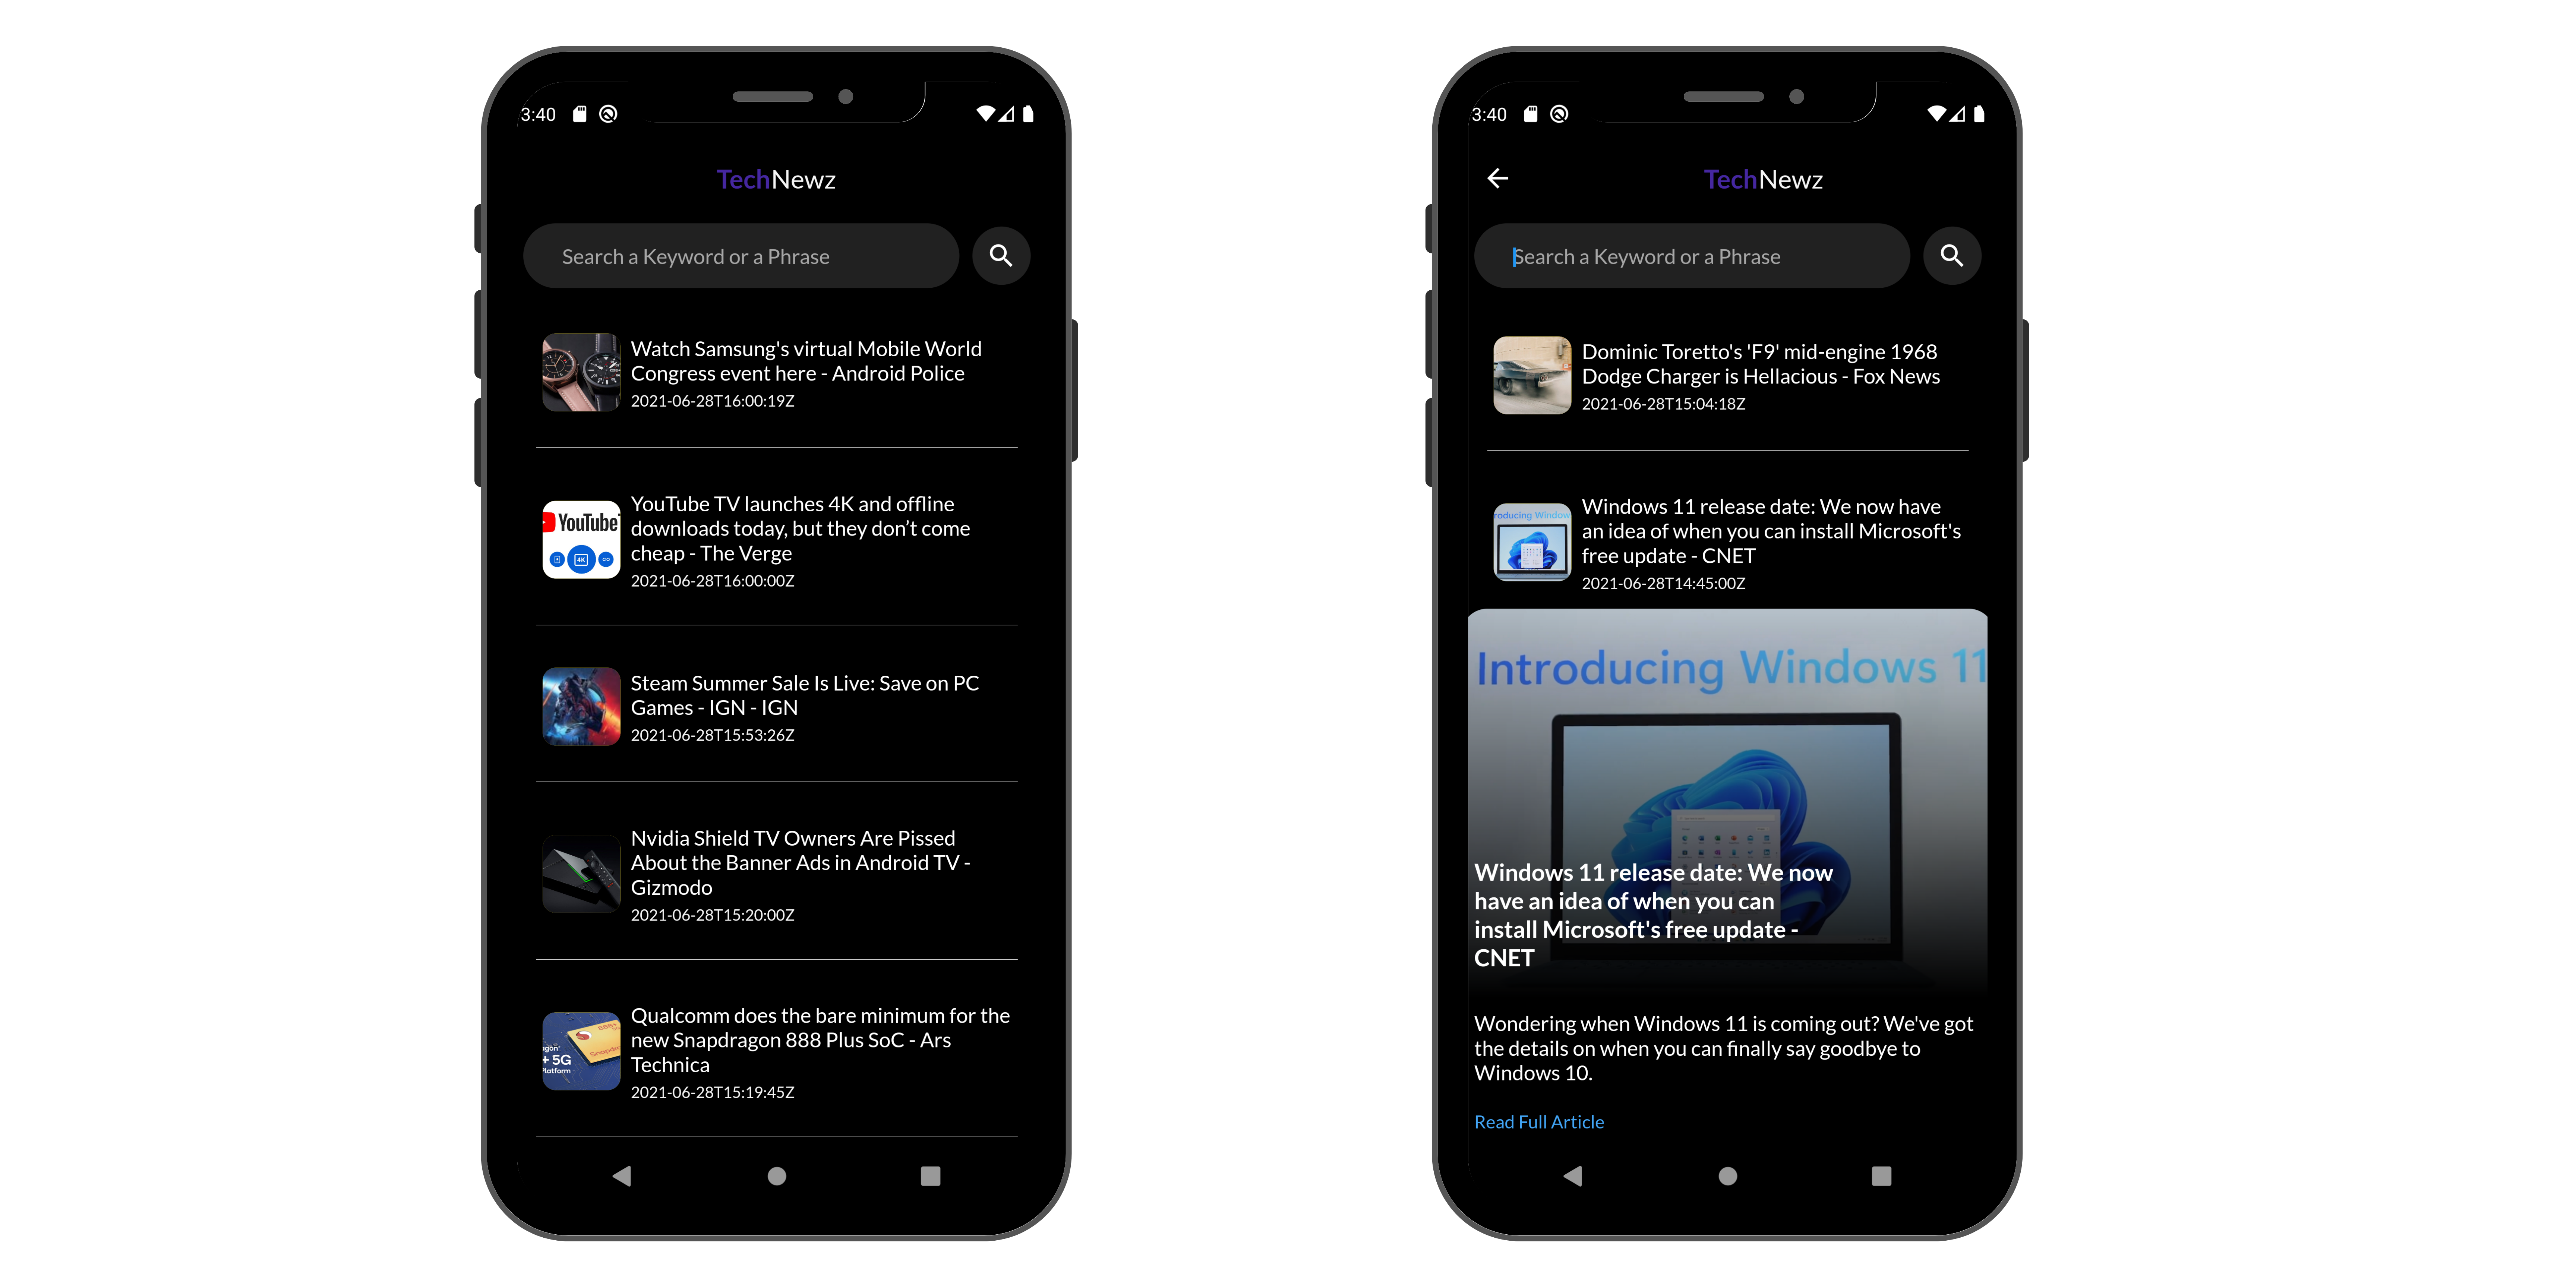 3:40
TechNewz
Search a Keyword or a Phrase
Watch Samsung's virtual Mobile World
Congress event here - Android Police
2021-06-28T16:00:19Z
YouTube
4K
YouTube TV launches 4K and offline
downloads today, but they don’t come
cheap - The Verge
2021-06-28T16:00:00Z
Steam Summer Sale Is Live: Save on PC
Games - IGN - IGN
2021-06-28T15:53:26Z
Nvidia Shield TV Owners Are Pissed
About the Banner Ads in Android TV -
Gizmodo
2021-06-28T15:20:00Z
888+
agon
+ 5G
latform
Qualcomm does the bare minimum for the
new Snapdragon 888 Plus SoC - Ars
Technica
2021-06-28T15:19:45Z
3:40
TechNewz
Search a Keyword or a Phrase
Dominic Toretto's 'F9' mid-engine 1968
Dodge Charger is Hellacious - Fox News
2021-06-28T15:04:18Z
roducing Window
Windows 11 release date: We now have
an idea of when you can install Microsoft's
free update - CNET
2021-06-28T14:45:00Z
Introducing Windows 11
Windows 11 release date: We now
have an idea of when you can
install Microsoft's free update -
CNET
Wondering when Windows 11 is coming out? We've got
the details on when you can finally say goodbye to
Windows 10.
Read Full Article